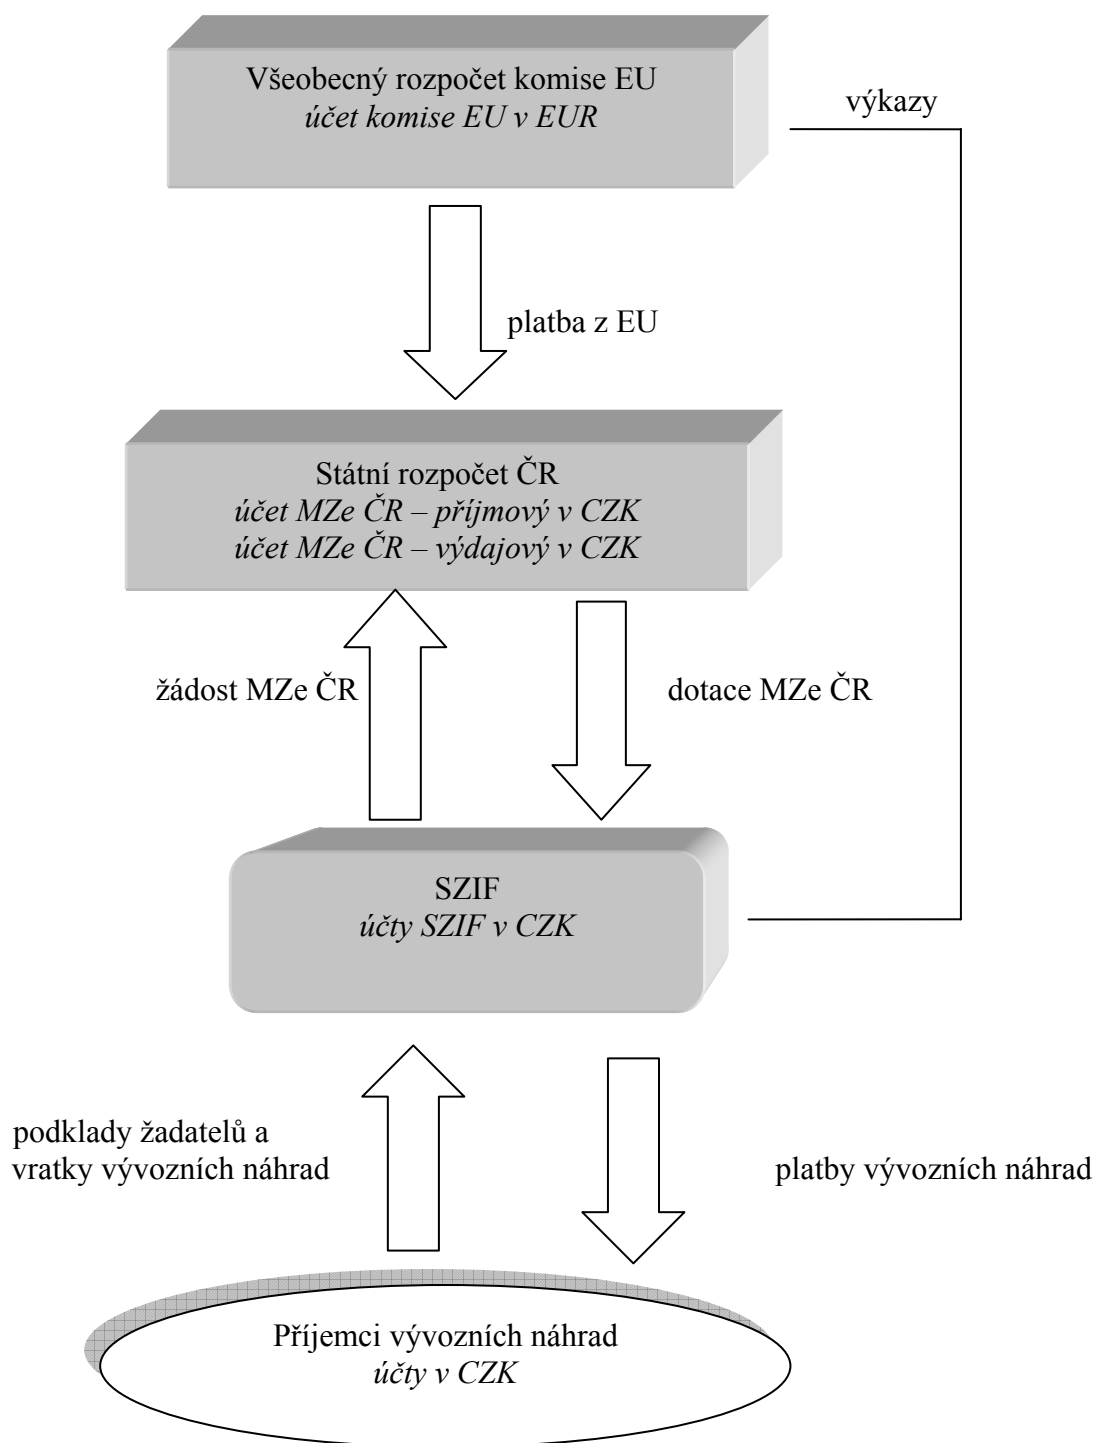 Všeobecný rozpočet komise EU
účet komise EU v EUR
výkazy
platba z EU
Státní rozpočet ČR
účet MZe ČR – příjmový v CZK
účet MZe ČR – výdajový v CZK
žádost MZe ČR
dotace MZe ČR
SZIF
účty SZIF v CZK
podklady žadatelů a
vratky vývozních náhrad
platby vývozních náhrad
Příjemci vývozních náhrad
účty v CZK